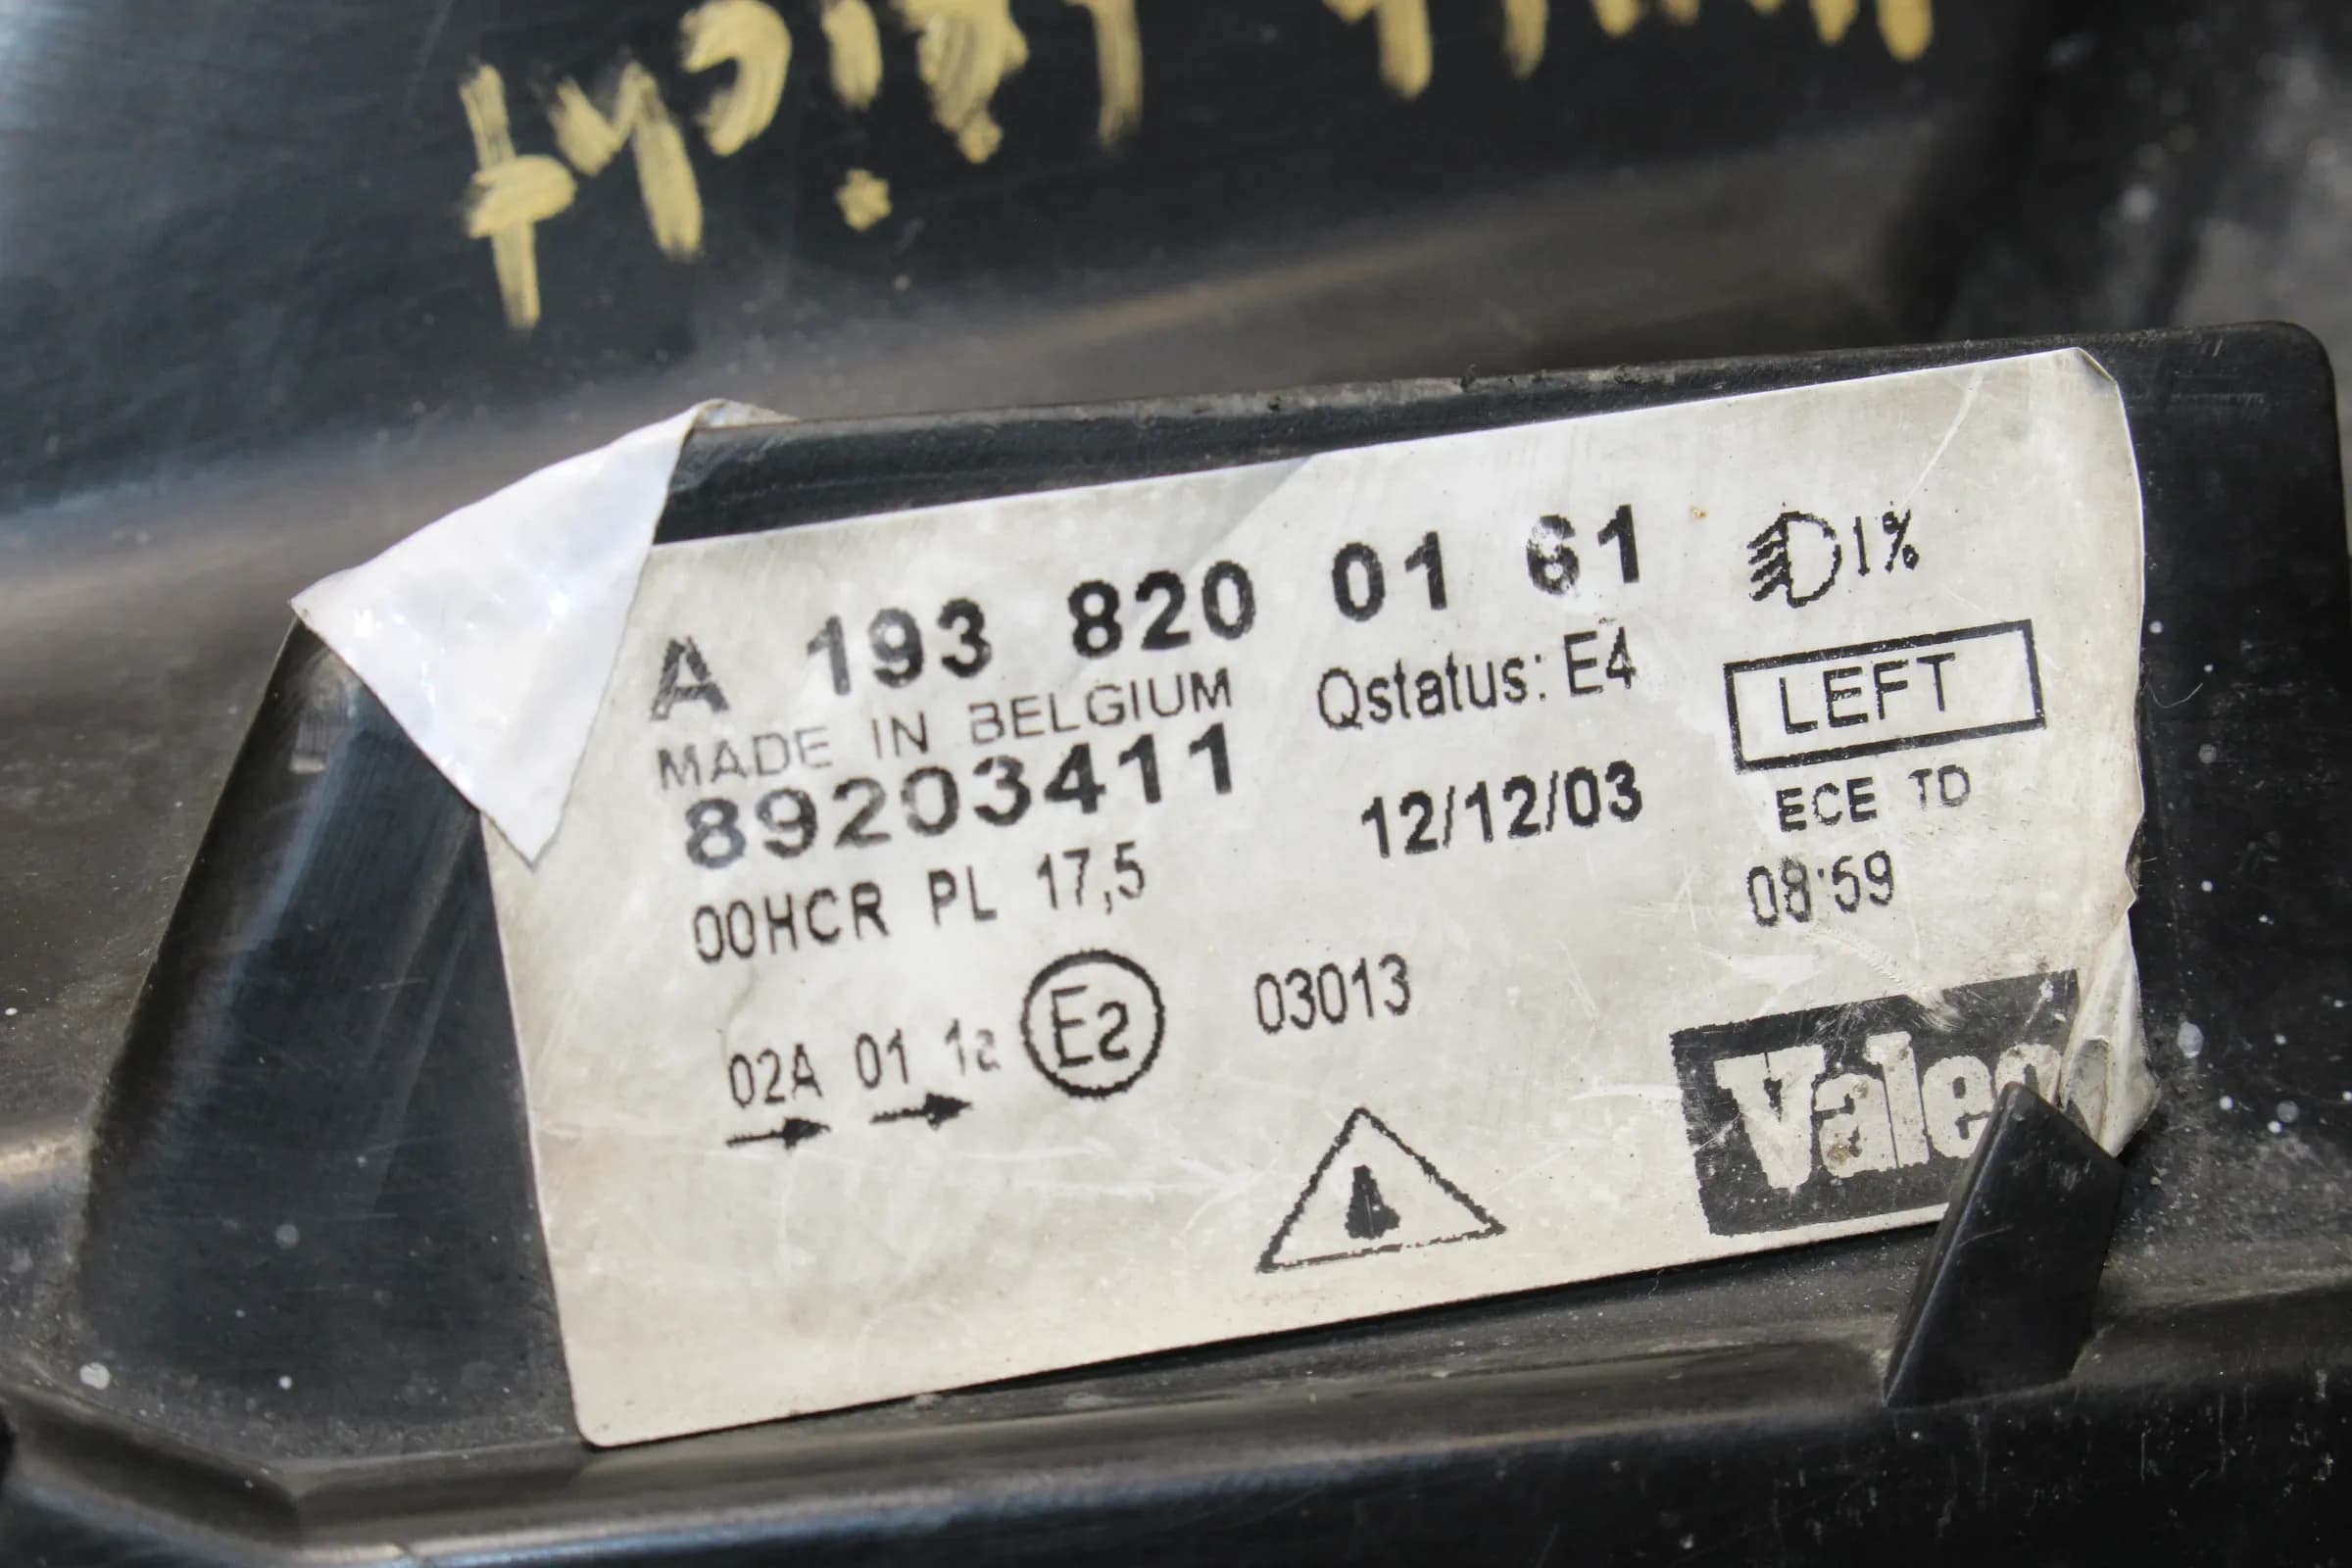 A 193 820 01 61 1%
MADE IN BELGIUM Qstatus: E4 LEFT
89203411 12/12/03 ECE TD
00HCR PL 17,5 08:59
02A 01 1a E2 03013
Valeo